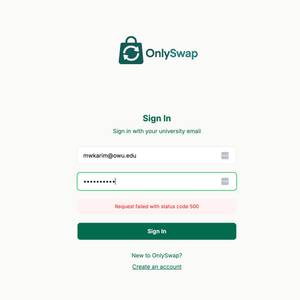 OnlySwap
Sign In
Sign in with your university email
mwkarim@owu.edu
••••••••••
Request failed with status code 500
Sign In
New to OnlySwap?
Create an account